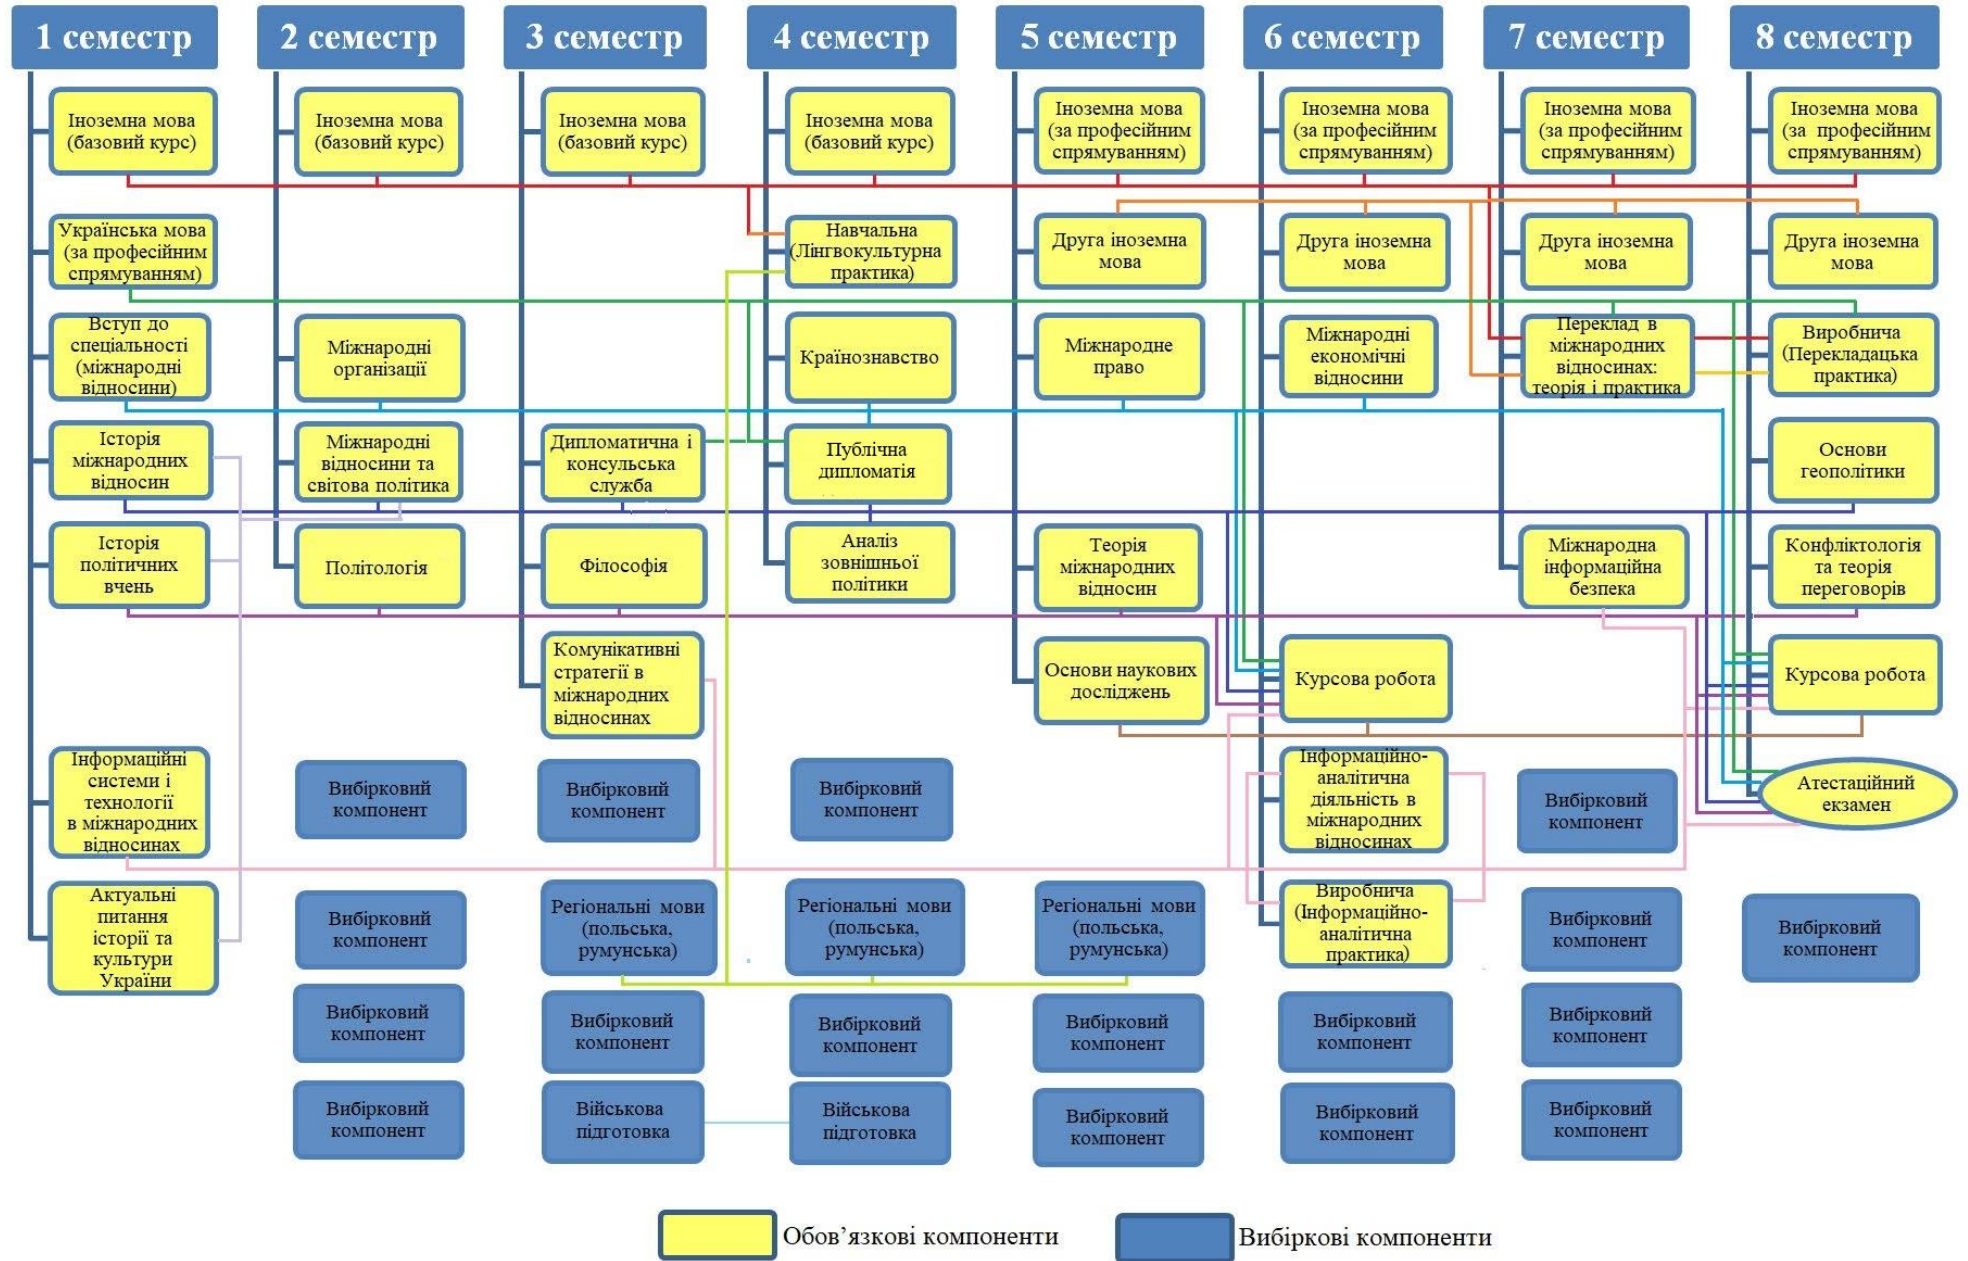 1 семестр
2 семестр
3 семестр
4 семестр
5 семестр
6 семестр
7 семестр
8 семестр
Іноземна мова
(базовий курс)
Іноземна мова
(базовий курс)
Іноземна мова
(базовий курс)
Іноземна мова
(базовий курс)
Іноземна мова
(за професійним
спрямуванням)
Іноземна мова
(за професійним
спрямуванням)
Іноземна мова
(за професійним
спрямуванням)
Іноземна мова
(за професійним
спрямуванням)
Українська мова
(за професійним
спрямуванням)
Навчальна
(Лінгвокультурна
практика)
Друга іноземна
мова
Друга іноземна
мова
Друга іноземна
мова
Друга іноземна
мова
Вступ до
спеціальності
(міжнародні
відносини)
Міжнародні
організації
Країнознавство
Міжнародне
право
Міжнародні
економічні
відносини
Переклад в
міжнародних
відносинах:
теорія і практика
Виробнича
(Перекладацька
практика)
Історія
міжнародних
відносин
Міжнародні
відносини та
світова політика
Дипломатична і
консульська
служба
Публічна
дипломатія
Основи
геополітики
Історія
політичних
вчень
Політологія
Філософія
Аналіз
зовнішньої
політики
Теорія
міжнародних
відносин
Міжнародна
інформаційна
безпека
Конфліктологія
та теорія
переговорів
Комунікативні
стратегії в
міжнародних
відносинах
Основи наукових
досліджень
Курсова робота
Курсова робота
Інформаційні
системи і
технології
в міжнародних
відносинах
Вибірковий
компонент
Вибірковий
компонент
Вибірковий
компонент
Інформаційно-
аналітична
діяльність в
міжнародних
відносинах
Вибірковий
компонент
Атестаційний
екзамен
Актуальні
питання
історії та
культури
України
Вибірковий
компонент
Регіональні мови
(польська,
румунська)
Регіональні мови
(польська,
румунська)
Регіональні мови
(польська,
румунська)
Виробнича
(Інформаційно-
аналітична
практика)
Вибірковий
компонент
Вибірковий
компонент
Вибірковий
компонент
Вибірковий
компонент
Вибірковий
компонент
Вибірковий
компонент
Вибірковий
компонент
Вибірковий
компонент
Вибірковий
компонент
Військова
підготовка
Військова
підготовка
Вибірковий
компонент
Вибірковий
компонент
Вибірковий
компонент
Обов’язкові компоненти
Вибіркові компоненти